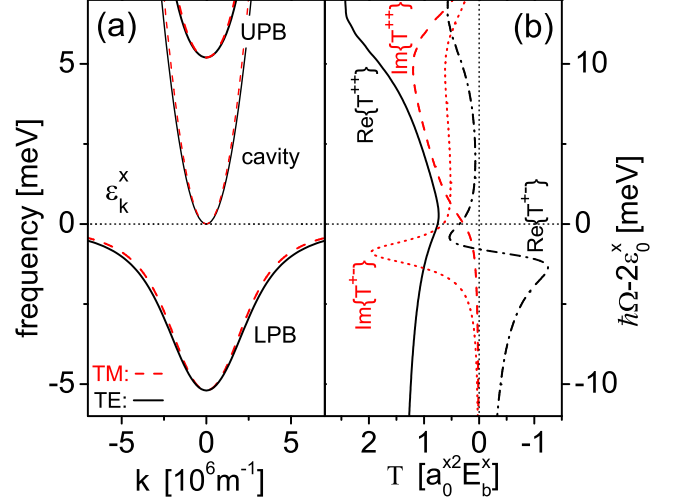 (a)
UPB
cavity
ε_k^x
LPB
TM:
TE:
5
0
-5
frequency [meV]
-5 0 5
k [10^6 m^-1]
(b)
Re{T^++}
Im{T^++}
Re{T^+-}
Im{T^+-}
10
0
-10
ħΩ-2ε_0^x [meV]
2 1 0 -1
T [a_0^x2 E_b^x]